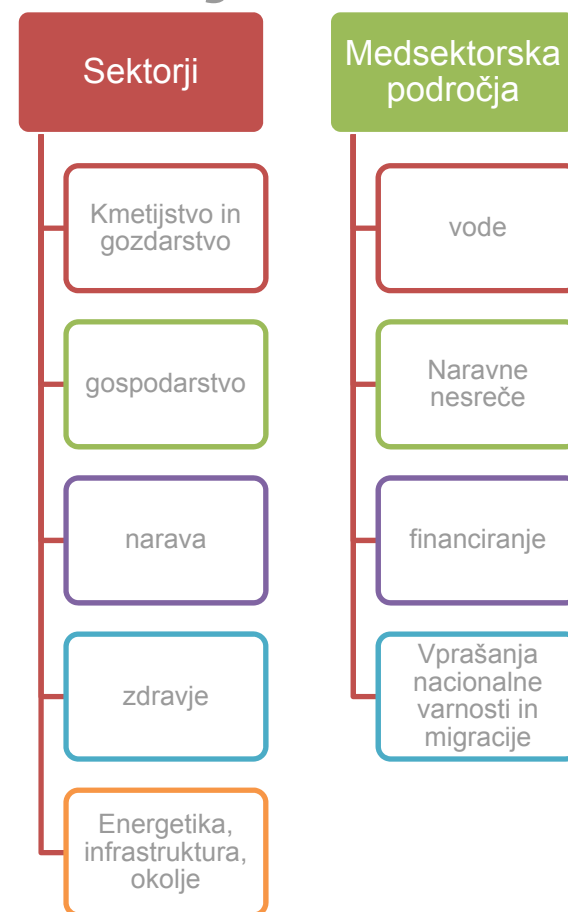 Sektorji
Kmetijstvo in
gozdarstvo
gospodarstvo
narava
zdravje
Energetika,
infrastruktura,
okolje
Medsektorska
področja
vode
Naravne
nesreče
financiranje
Vprašanja
nacionalne
varnosti in
migracije